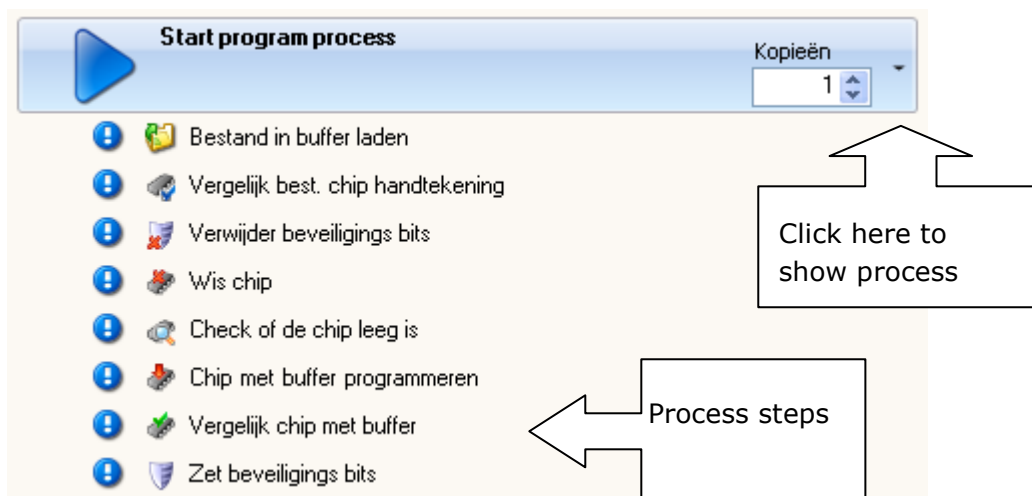 Start program process
Kopieën
1
Bestand in buffer laden
Vergelijk best. chip handtekening
Verwijder beveiligings bits
Wis chip
Check of de chip leeg is
Chip met buffer programmeren
Vergelijk chip met buffer
Zet beveiligings bits
Click here to
show process
Process steps